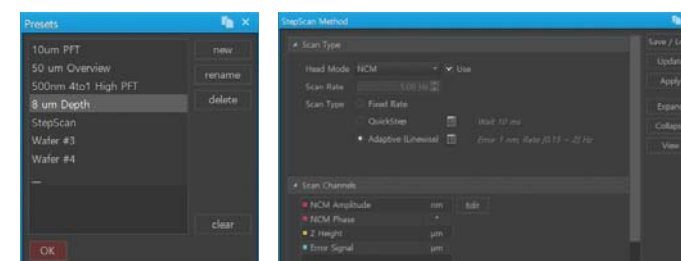 Presets
10um PFT
50 um Overview
500nm 4to1 High PFT
8 um Depth
StepScan
Wafer #3
Wafer #4
new
rename
delete
clear
OK
StepScan Method
Scan Type
Head Mode NCM Use
Scan Rate 1.00 Hz
Scan Type Fixed Rate
QuickStep Wait 10 ms
Adaptive (Linewise) Error 1 nm, Rate [0.15 ~ 2] Hz
Scan Channels
NCM Amplitude nm Edit
NCM Phase °
Z Height µm
Error Signal µm
Save /
Apply
View